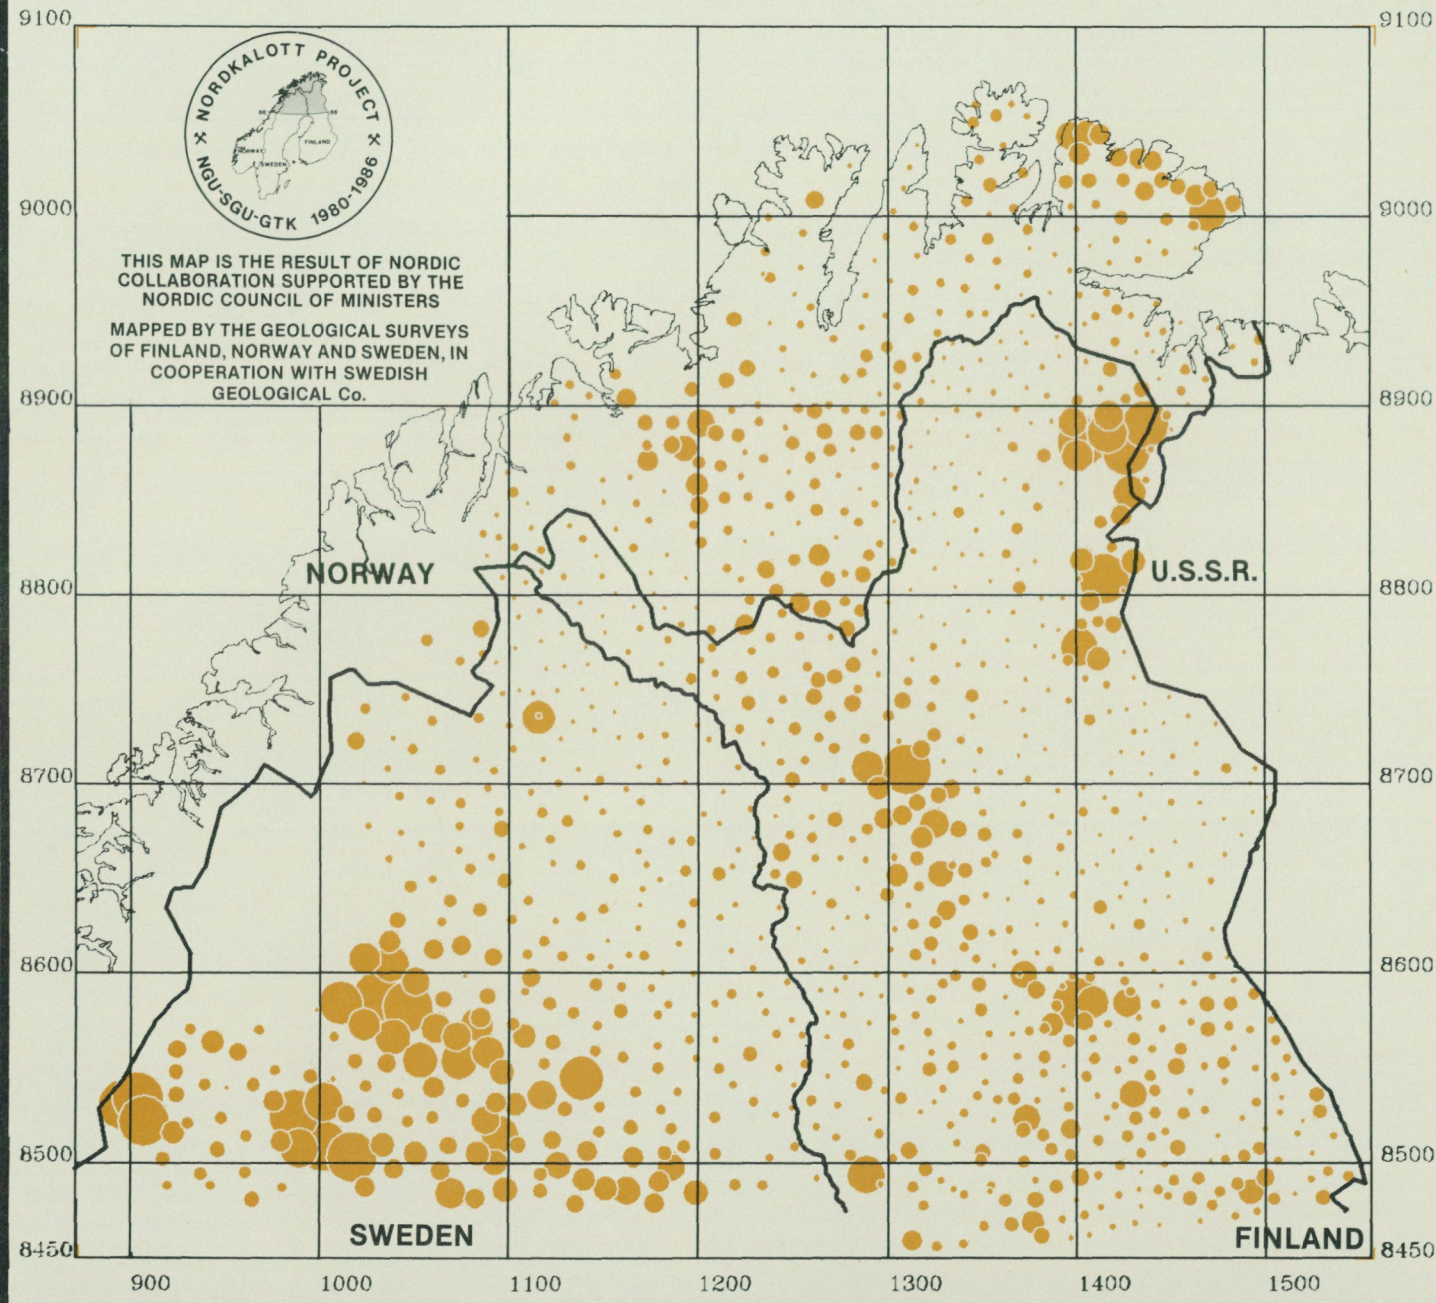 9100 9100
NORDKALOTT PROJECT
NGU-SGU-GTK 1980-1986
NORWAY
SWEDEN
FINLAND
9000 9000
THIS MAP IS THE RESULT OF NORDIC
COLLABORATION SUPPORTED BY THE
NORDIC COUNCIL OF MINISTERS
MAPPED BY THE GEOLOGICAL SURVEYS
OF FINLAND, NORWAY AND SWEDEN, IN
COOPERATION WITH SWEDISH
GEOLOGICAL Co.
8900 8900
NORWAY
U.S.S.R.
8800 8800
8700 8700
8600 8600
8500 8500
SWEDEN
FINLAND
8450 8450
900 1000 1100 1200 1300 1400 1500